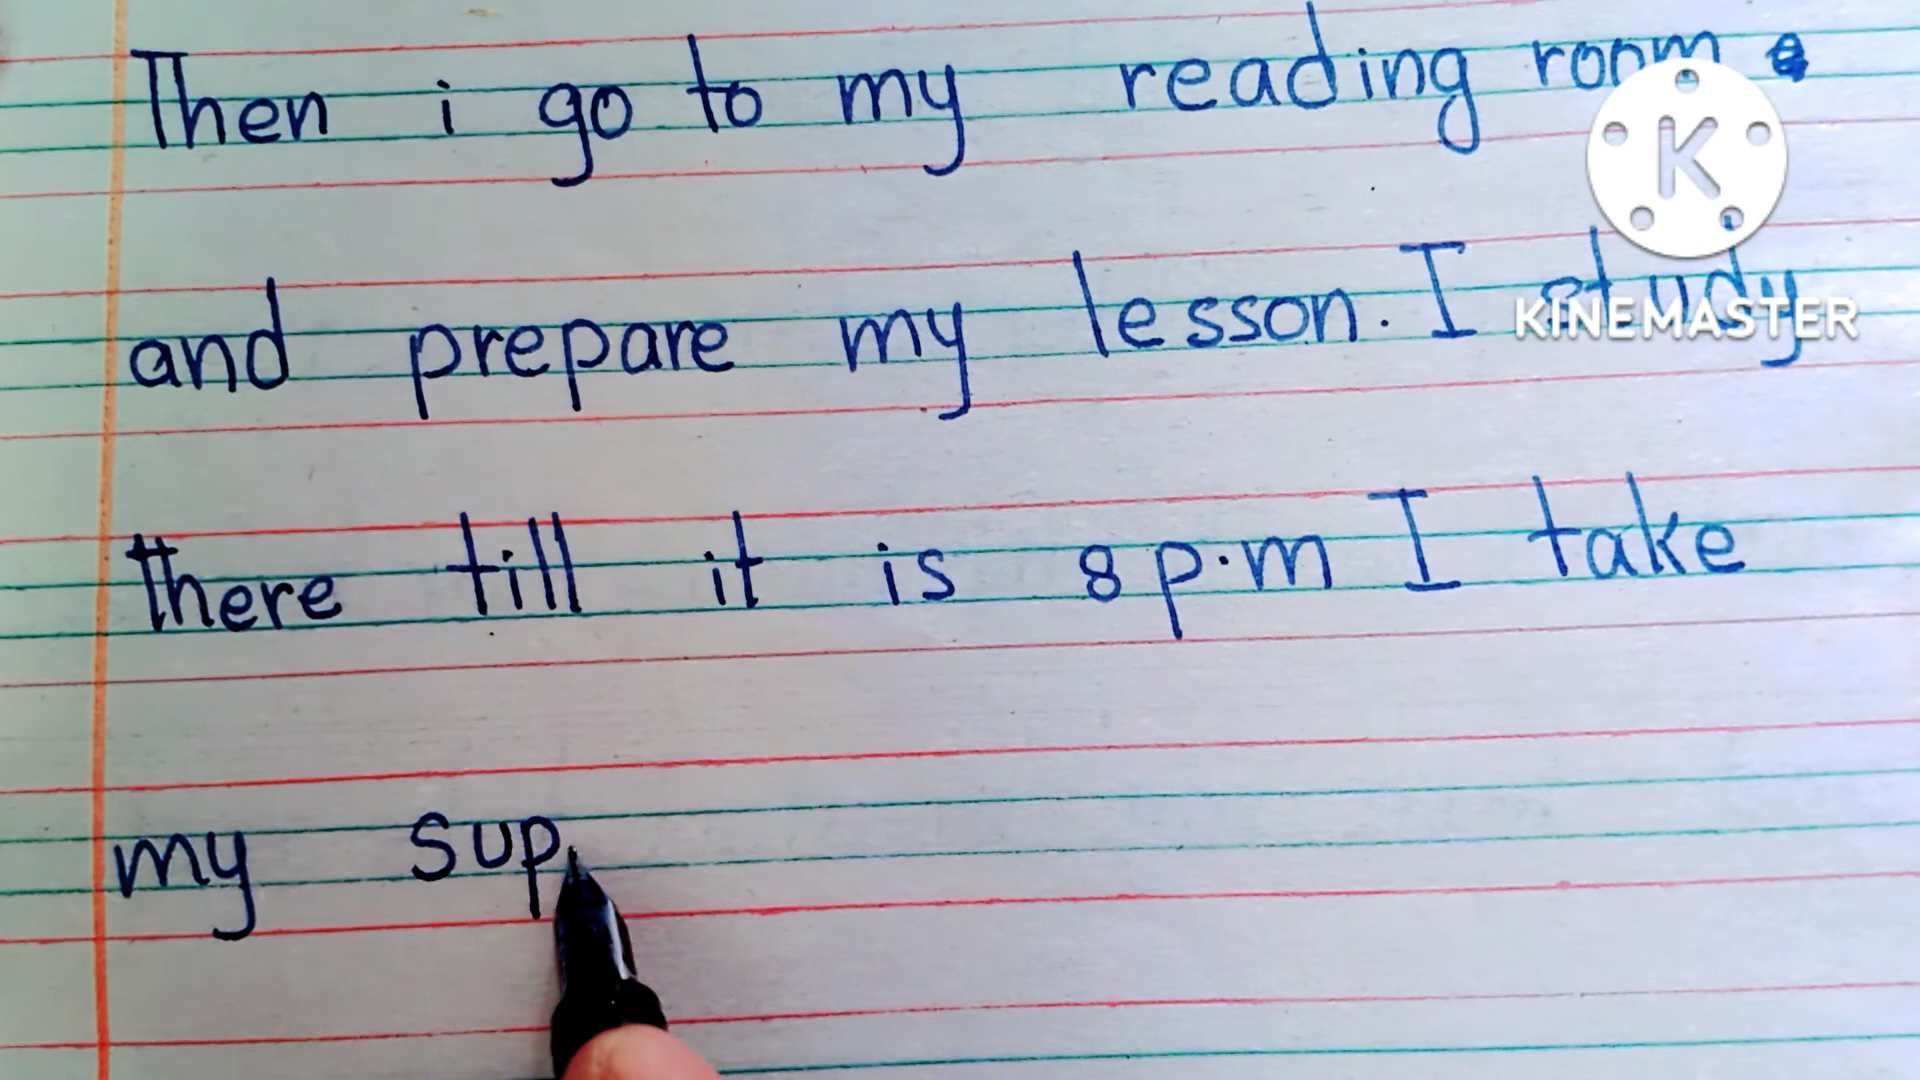 Then i go to my reading room
and prepare my lesson. I study
there till it is 8 p.m I take
my sup
K
KINEMASTER